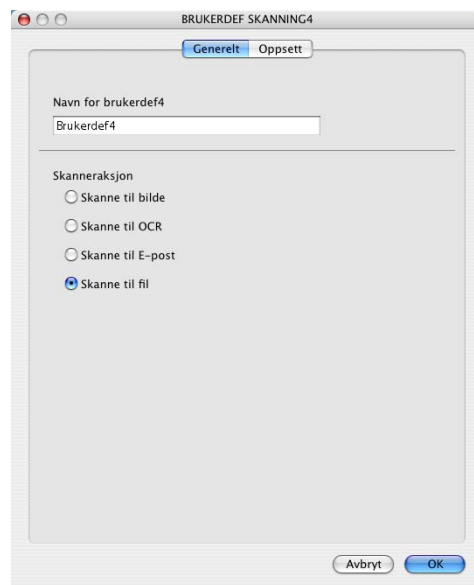 BRUKERDEF SKANNING4
Generelt Oppsett
Navn for brukerdef4
Brukerdef4
Skanneraksjon
Skanne til bilde
Skanne til OCR
Skanne til E-post
Skanne til fil
Avbryt OK